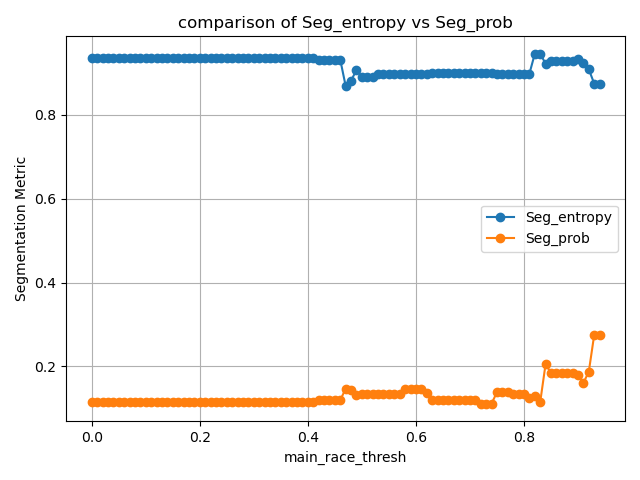 comparison of Seg_entropy vs Seg_prob
Segmentation Metric
0.8
0.6
0.4
0.2
Seg_entropy
Seg_prob
0.0 0.2 0.4 0.6 0.8
main_race_thresh